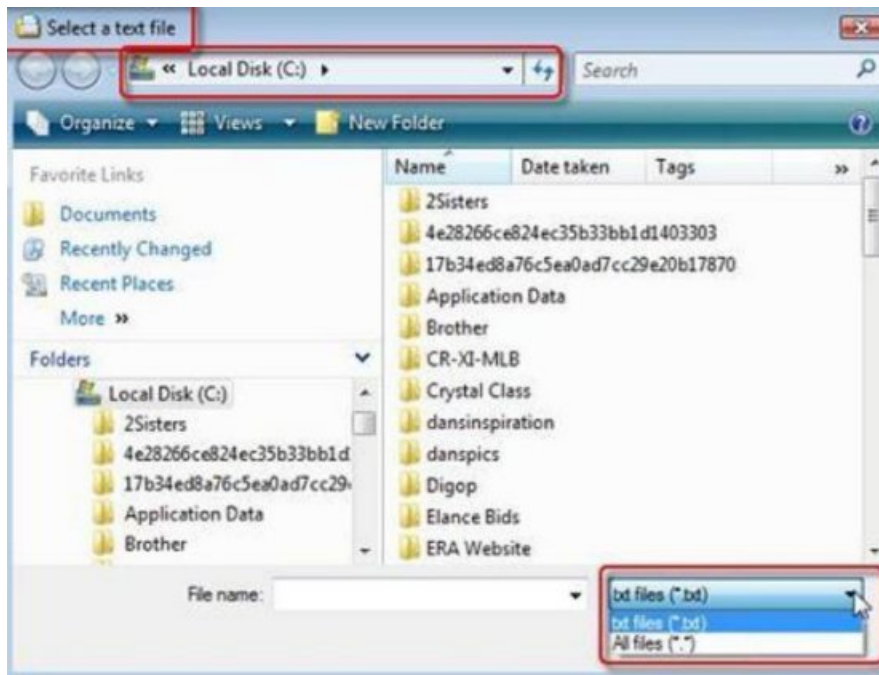 Select a text file
« Local Disk (C:) ▸
Search
Organize
Views
New Folder
Favorite Links
Documents
Recently Changed
Recent Places
More »
Folders
Local Disk (C:)
2Sisters
4e28266ce824ec35b33bb1d
17b34ed8a76c5ea0ad7cc29
Application Data
Brother
Name Date taken Tags »
2Sisters
4e28266ce824ec35b33bb1d1403303
17b34ed8a76c5ea0ad7cc29e20b17870
Application Data
Brother
CR-XI-MLB
Crystal Class
dansinspiration
danspics
Digop
Elance Bids
ERA Website
File name:
txt files (*.txt)
txt files (*.txt)
All files (*.*)